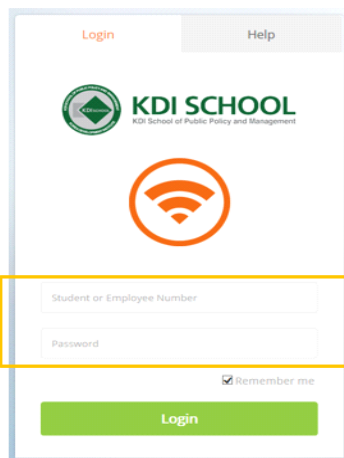 Login
Help
KDI SCHOOL
KDI School of Public Policy and Management
Student or Employee Number
Password
Remember me
Login